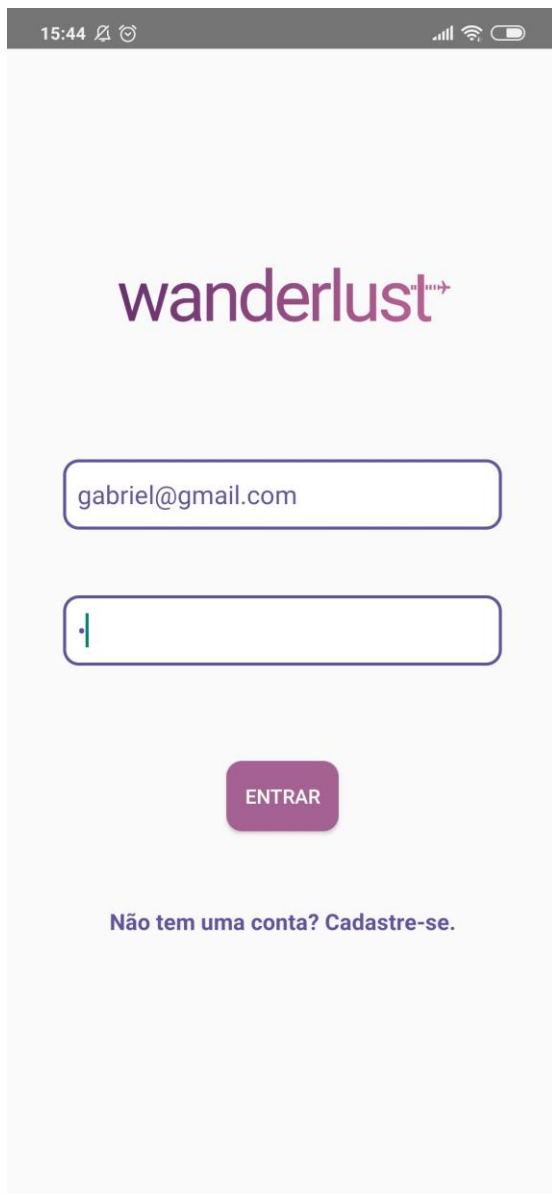 15:44
wanderlust
gabriel@gmail.com
•
ENTRAR
Não tem uma conta? Cadastre-se.